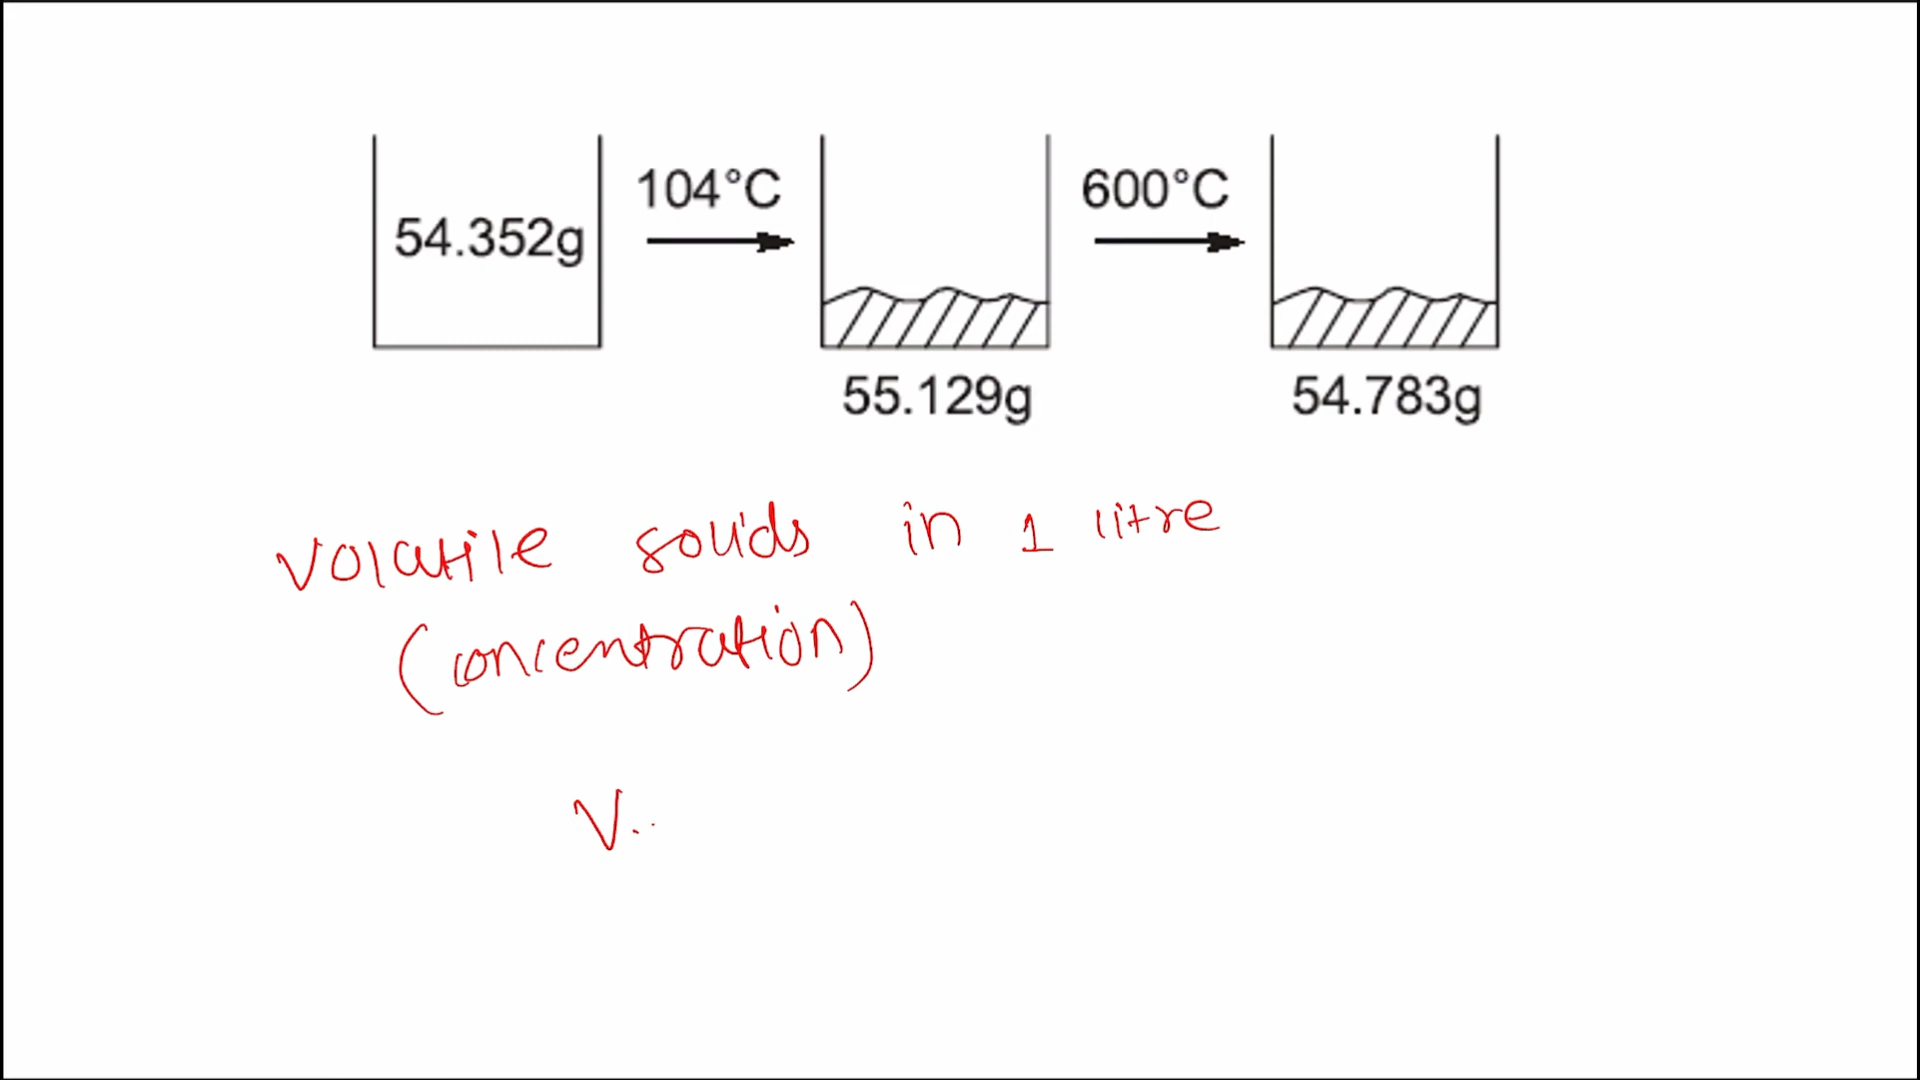 104°C 600°C
54.352g
55.129g 54.783g
volatile solids in 1 litre
(concentration)
V.